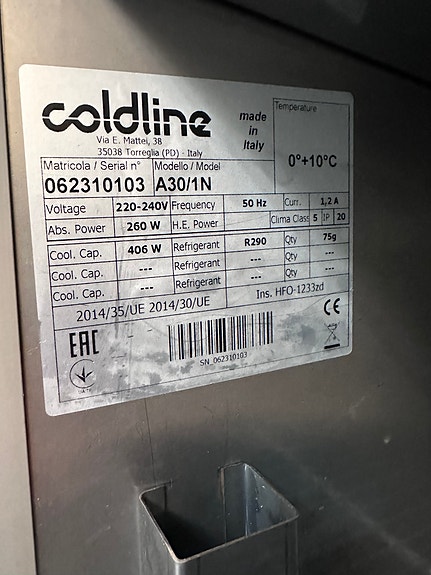 coldline
Via E. Mattei, 38
35038 Torreglia (PD) - Italy
made
in
Italy
Temperature
0°+10°C
Matricola / Serial n° Modello / Model
062310103 A30/1N
Voltage 220-240V Frequency 50 Hz Curr. 1,2 A
Abs. Power 260 W H.E. Power Clima Class 5 IP 20
Cool. Cap. 406 W Refrigerant R290 Qty 75g
Cool. Cap. --- Refrigerant --- Qty ---
Cool. Cap. --- Refrigerant --- Qty ---
2014/35/UE 2014/30/UE Ins. HFO-1233zd
EAC
CE
SN_062310103